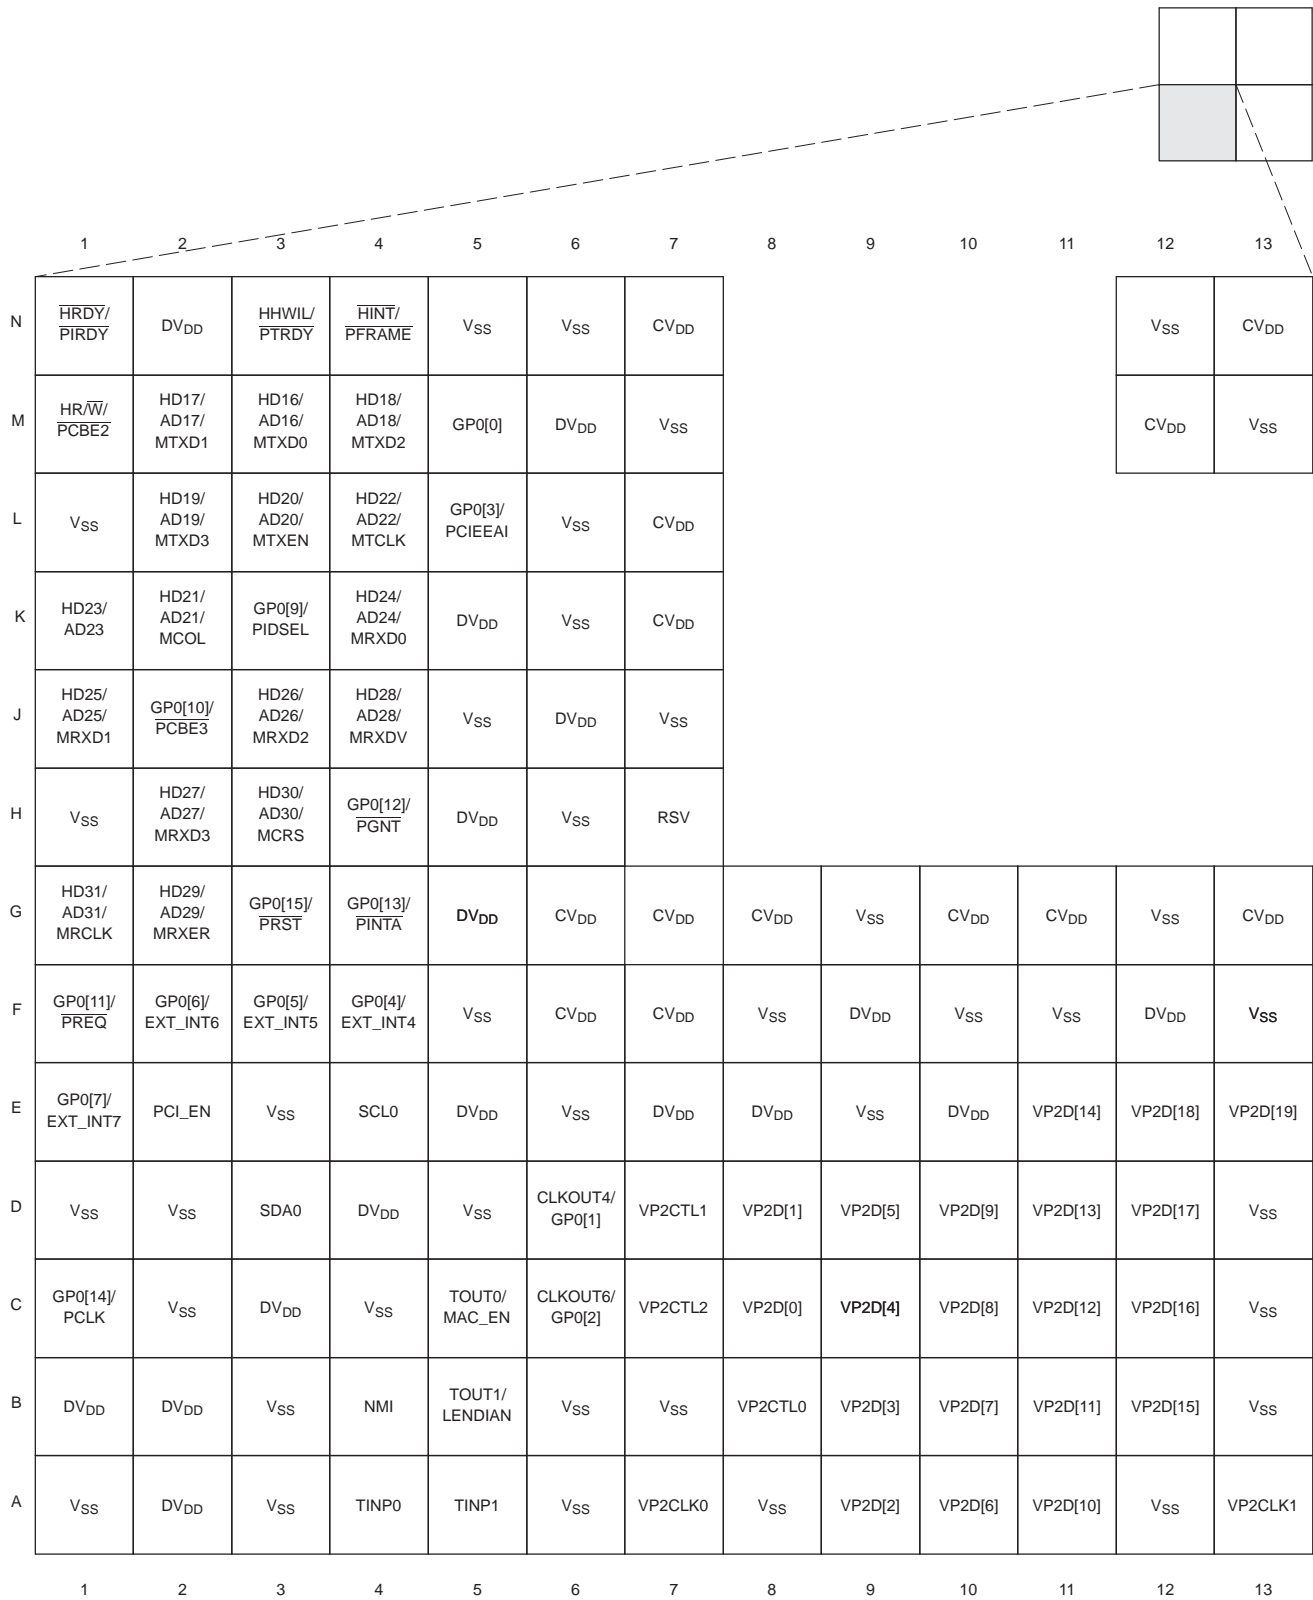 1 2 3 4 5 6 7 8 9 10 11 12 13
N HRDY/ PIRDY DVDD HHWIL/ PTRDY HINT/ PFRAME VSS VSS CVDD VSS CVDD
M HR/W/ PCBE2 HD17/ AD17/ MTXD1 HD16/ AD16/ MTXD0 HD18/ AD18/ MTXD2 GP0[0] DVDD VSS CVDD VSS
L VSS HD19/ AD19/ MTXD3 HD20/ AD20/ MTXEN HD22/ AD22/ MTCLK GP0[3]/ PCIEEAI VSS CVDD
K HD23/ AD23 HD21/ AD21/ MCOL GP0[9]/ PIDSEL HD24/ AD24/ MRXD0 DVDD VSS CVDD
J HD25/ AD25/ MRXD1 GP0[10]/ PCBE3 HD26/ AD26/ MRXD2 HD28/ AD28/ MRXDV VSS DVDD VSS
H VSS HD27/ AD27/ MRXD3 HD30/ AD30/ MCRS GP0[12]/ PGNT DVDD VSS RSV
G HD31/ AD31/ MRCLK HD29/ AD29/ MRXER GP0[15]/ PRST GP0[13]/ PINTA DVDD CVDD CVDD CVDD VSS CVDD CVDD VSS CVDD
F GP0[11]/ PREQ GP0[6]/ EXT_INT6 GP0[5]/ EXT_INT5 GP0[4]/ EXT_INT4 VSS CVDD CVDD VSS DVDD VSS VSS DVDD VSS
E GP0[7]/ EXT_INT7 PCI_EN VSS SCL0 DVDD VSS DVDD DVDD VSS DVDD VP2D[14] VP2D[18] VP2D[19]
D VSS VSS SDA0 DVDD VSS CLKOUT4/ GP0[1] VP2CTL1 VP2D[1] VP2D[5] VP2D[9] VP2D[13] VP2D[17] VSS
C GP0[14]/ PCLK VSS DVDD VSS TOUT0/ MAC_EN CLKOUT6/ GP0[2] VP2CTL2 VP2D[0] VP2D[4] VP2D[8] VP2D[12] VP2D[16] VSS
B DVDD DVDD VSS NMI TOUT1/ LENDIAN VSS VSS VP2CTL0 VP2D[3] VP2D[7] VP2D[11] VP2D[15] VSS
A VSS DVDD VSS TINP0 TINP1 VSS VP2CLK0 VSS VP2D[2] VP2D[6] VP2D[10] VSS VP2CLK1
1 2 3 4 5 6 7 8 9 10 11 12 13